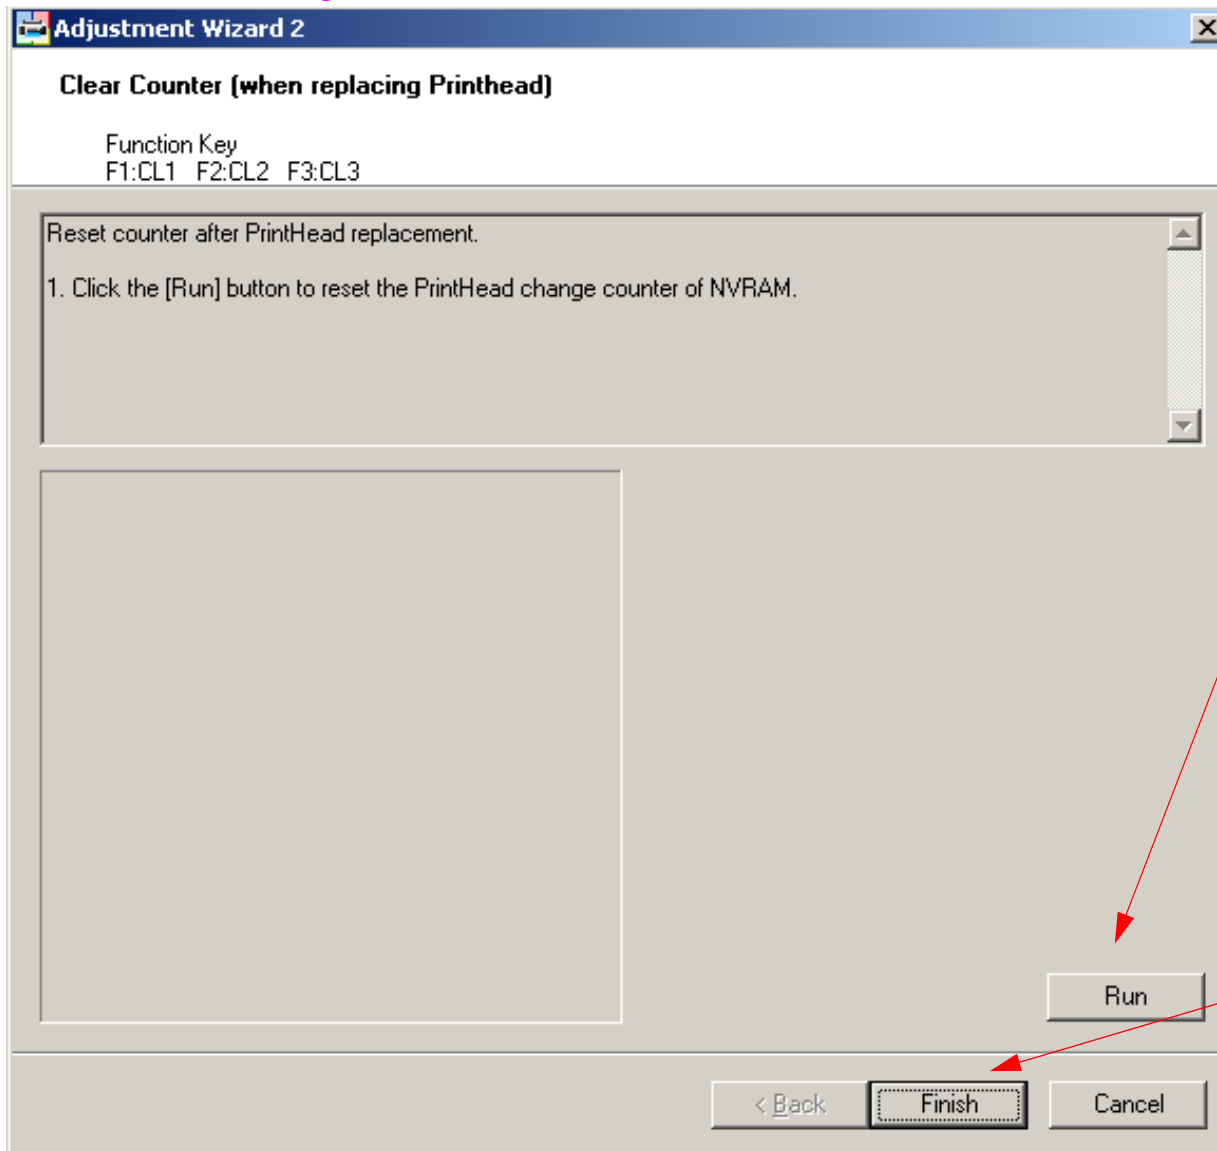 Adjustment Wizard 2
Clear Counter (when replacing Printhead)
Function Key
F1:CL1 F2:CL2 F3:CL3
Reset counter after PrintHead replacement.
1. Click the [Run] button to reset the PrintHead change counter of NVRAM.
Run
< Back
Finish
Cancel